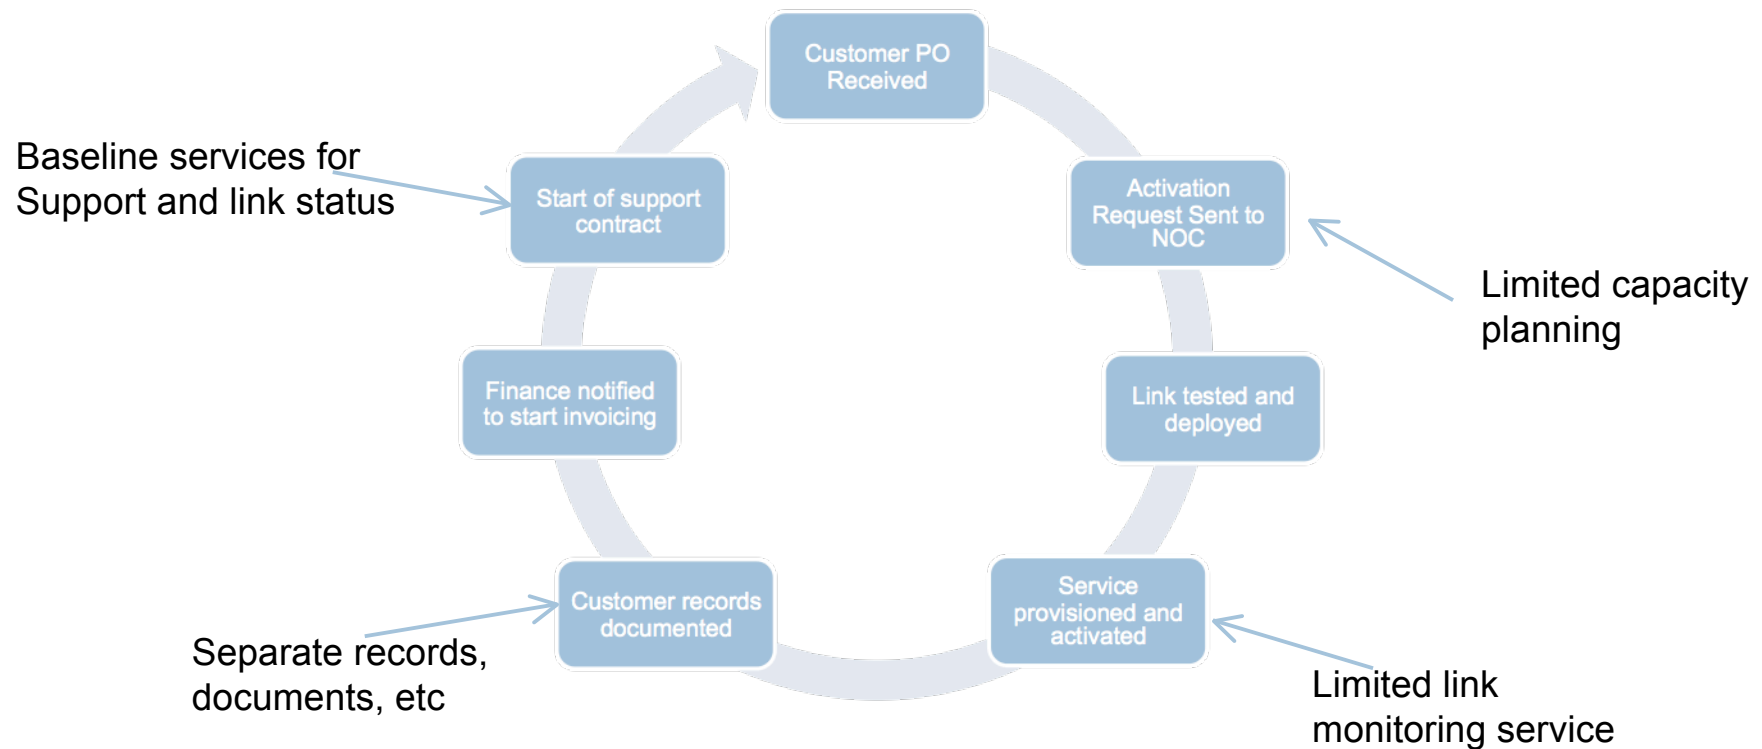 Customer PO
Received
Baseline services for
Support and link status
Start of support
contract
Activation
Request Sent to
NOC
Limited capacity
planning
Finance notified
to start invoicing
Link tested and
deployed
Customer records
documented
Service
provisioned and
activated
Separate records,
documents, etc
Limited link
monitoring service